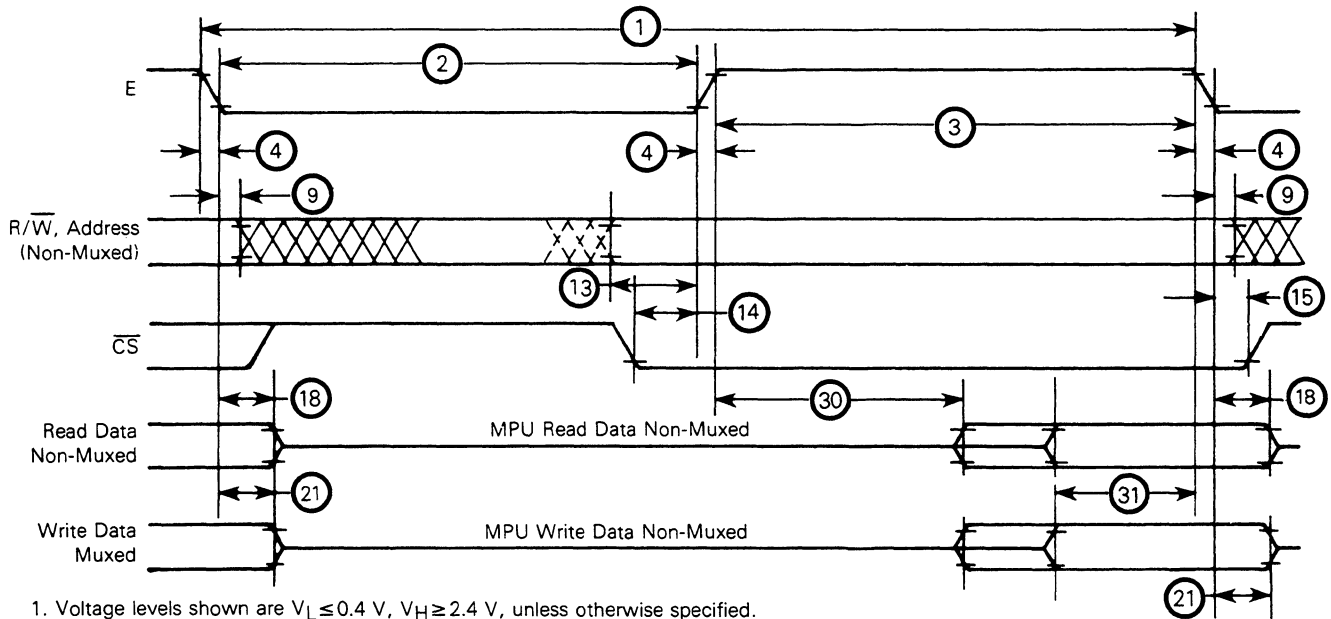 1
2
E
3
4
4
4
9
9
R/W̅, Address
(Non-Muxed)
13
14
15
C̅S̅
18
30
18
Read Data
Non-Muxed
MPU Read Data Non-Muxed
21
31
Write Data
Muxed
MPU Write Data Non-Muxed
21
1. Voltage levels shown are V_L ≤ 0.4 V, V_H ≥ 2.4 V, unless otherwise specified.